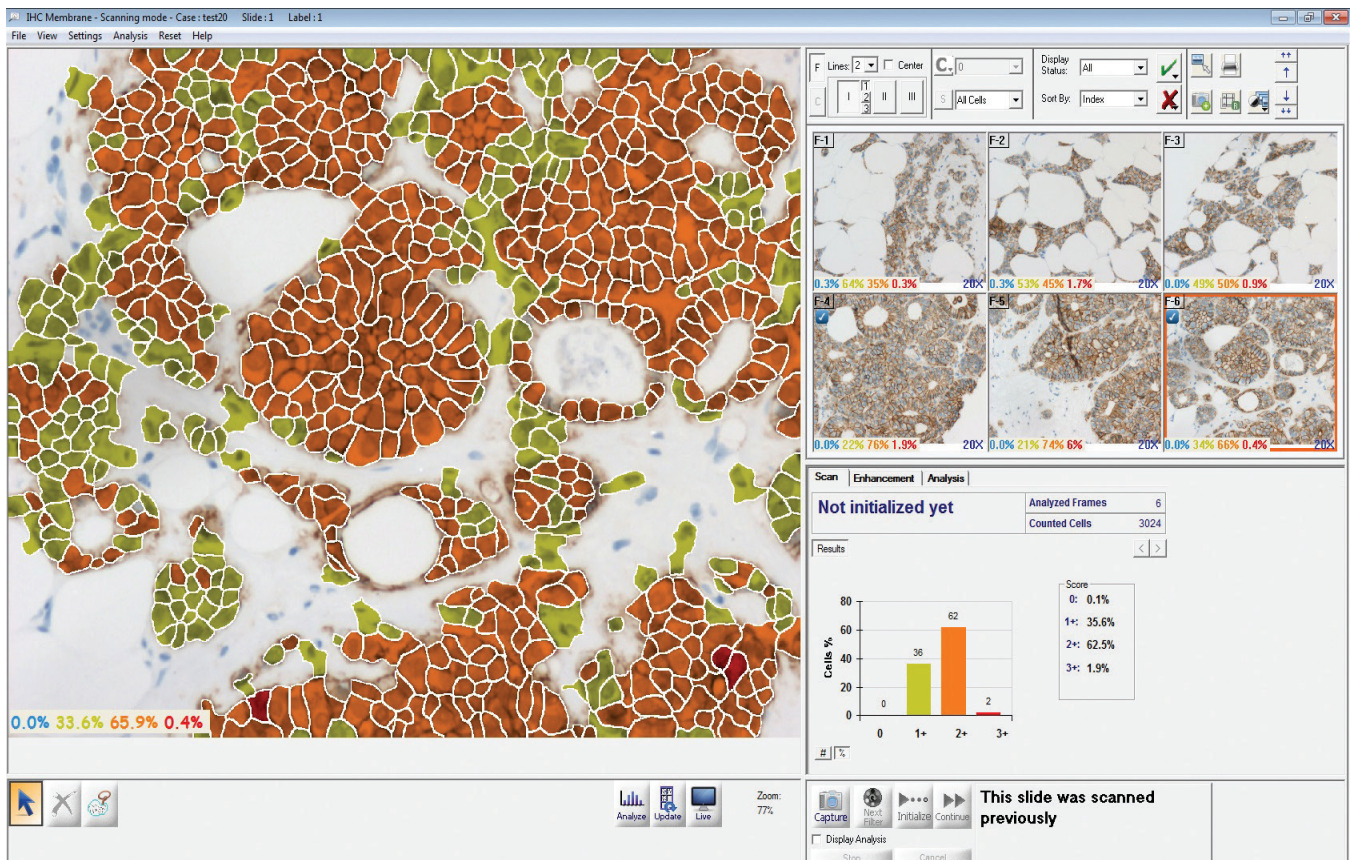 IHC Membrane - Scanning mode - Case : test20 Slide : 1 Label : 1
File View Settings Analysis Reset Help
0.0% 33.6% 65.9% 0.4%
Analyze Update Live
Zoom:
77%
F Lines: 2 Center
C
I 1 2 3 II III
C. 0
S All Cells
Display Status: All
Sort By: Index
F-1
0.3% 64% 35% 0.3% 20X
F-2
0.3% 53% 45% 1.7% 20X
F-3
0.0% 49% 50% 0.9% 20X
F-4
0.0% 22% 76% 1.9% 20X
F-5
0.0% 21% 74% 6% 20X
F-6
0.0% 34% 66% 0.4% 20X
Scan Enhancement Analysis
Not initialized yet
Analyzed Frames 6
Counted Cells 3024
Results < >
Cells %
80
60
40
20
0
0 36 62 2
0 1+ 2+ 3+
# %
Score
0: 0.1%
1+: 35.6%
2+: 62.5%
3+: 1.9%
Capture Next Filter Initialize Continue
This slide was scanned
previously
Display Analysis
Stop Cancel